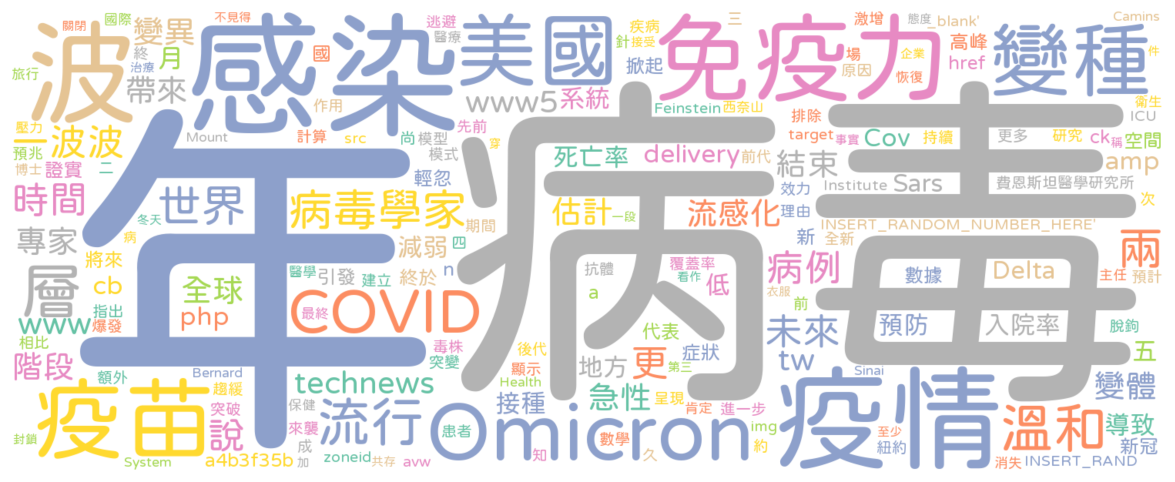 關閉 國際 不見得 逃避 疾病 三 激增 態度 _blank' Camins
波 變異 終 國 感染 美國 醫療 針 接受 免疫力 場 企業 高峰 變種 件
旅行 月 治療 掀起 原因 恢復 href
帶來 作用 www5 系統 Feinstein 西奈山 排除 衛生
壓力 一波波 Mount 計算 src 尚 模型 先前 穿 target 事實 Cov 持續 更多 研究 ck 稱 空間 ICU
預兆 博士 證實 二 模式 死亡率 delivery 前代 結束 amp
時間 世界 輕忽 Institute Sars 費恩斯坦醫學研究所
冬天 病毒學家 估計 一段 流感化 效力 理由 次
專家 病 期間 INSERT_RANDOM_NUMBER_HERE'
將來 減弱 四 抗體 覆蓋率 新 全新 兩
層 cb 全球 醫學 引發 建立 終於 n 看作 低 病例 數據 Delta 主任 預計
年 病毒
www 指出 爆發 php 最終 COVID a 衣服 前
相比 毒株 代表 未來 預防 入院率 脫鉤
階段 額外 Bernard 突變 後代 顯示 地方 更 症狀 第三 tw Sinai 五
疫苗 趨緩 technews Health 急性 呈現 疫情 變體
突破 保健 流行 接種 肯定 進一步 溫和 導致
說 來襲 患者 Omicron 數學 img 至少
封鎖 System a4b3f35b 成 zoneid 共存 avw 知 久 約 紐約 新冠
加 消失 INSERT_RAND